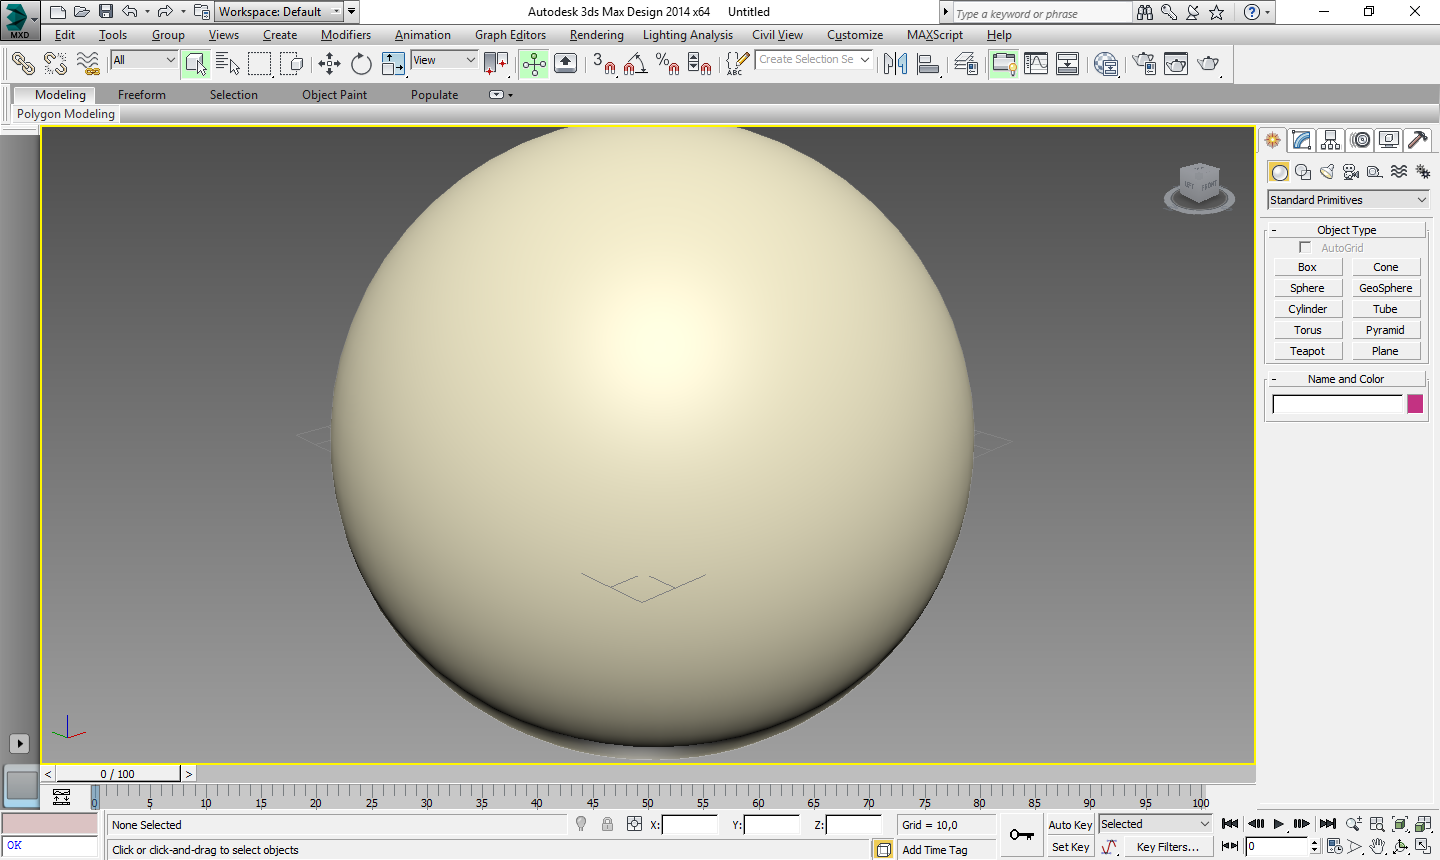 Workspace: Default
Autodesk 3ds Max Design 2014 x64 Untitled
Type a keyword or phrase
MXD
Edit Tools Group Views Create Modifiers Animation Graph Editors Rendering Lighting Analysis Civil View Customize MAXScript Help
All
View
3
%
ABC
Create Selection Se
Modeling Freeform Selection Object Paint Populate
Polygon Modeling
LEFT FRONT
Standard Primitives
- Object Type
AutoGrid
Box Cone
Sphere GeoSphere
Cylinder Tube
Torus Pyramid
Teapot Plane
- Name and Color
< 0 / 100 >
0 5 10 15 20 25 30 35 40 45 50 55 60 65 70 75 80 85 90 95 100
None Selected X: Y: Z: Grid = 10,0 Auto Key Selected
OK
Click or click-and-drag to select objects Add Time Tag Set Key Key Filters... 0